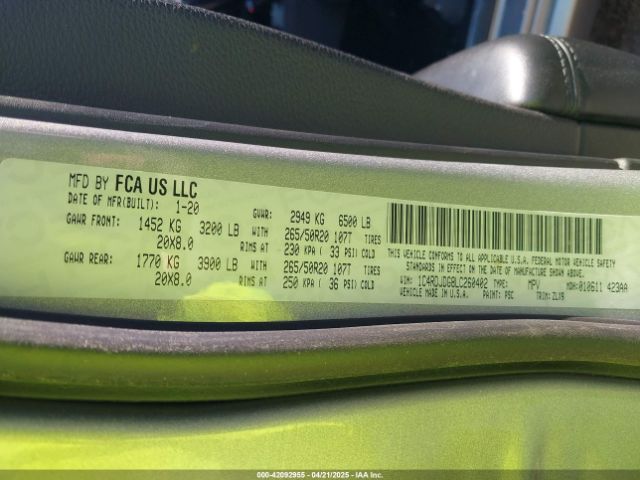 MFD BY FCA US LLC
DATE OF MFR(BUILT): 1-20 GVWR: 2949 KG 6500 LB
GAWR FRONT: 1452 KG 3200 LB WITH 265/50R20 107T TIRES
20X8.0 RIMS AT 230 KPA ( 33 PSI) COLD
GAWR REAR: 1770 KG 3900 LB WITH 265/50R20 107T TIRES
20X8.0 RIMS AT 250 KPA ( 36 PSI) COLD
THIS VEHICLE CONFORMS TO ALL APPLICABLE U.S.A. FEDERAL MOTOR VEHICLE SAFETY
STANDARDS IN EFFECT ON THE DATE OF MANUFACTURE SHOWN ABOVE.
VIN: 1C4RDJDG8LC260402 TYPE: MPV MDH: 010611 423AA
VEHICLE MADE IN U.S.A. PAINT: PSC TRIM: ZLX9
000-42092955 - 04/21/2025 - IAA Inc.